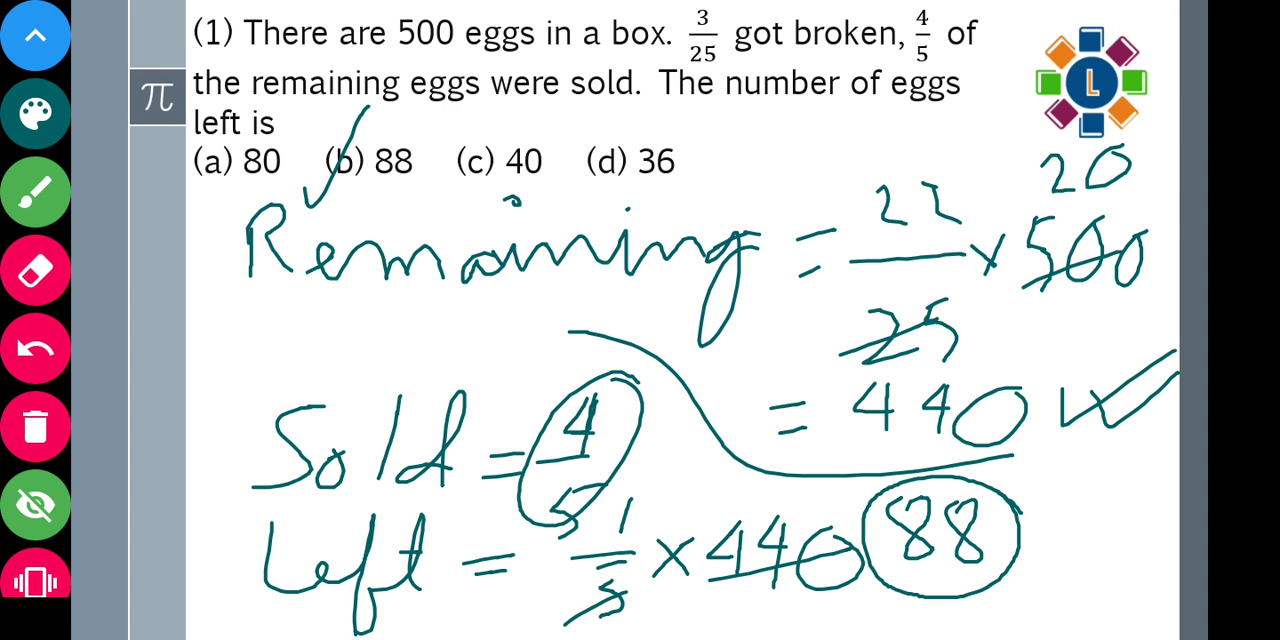 (1) There are 500 eggs in a box. 3/25 got broken, 4/5 of
the remaining eggs were sold. The number of eggs
left is
(a) 80 (b) 88 (c) 40 (d) 36
π
L
20
Remaining = 22/25 × 500
= 440
Sold = 4/5
Left = 1/5 × 440 88